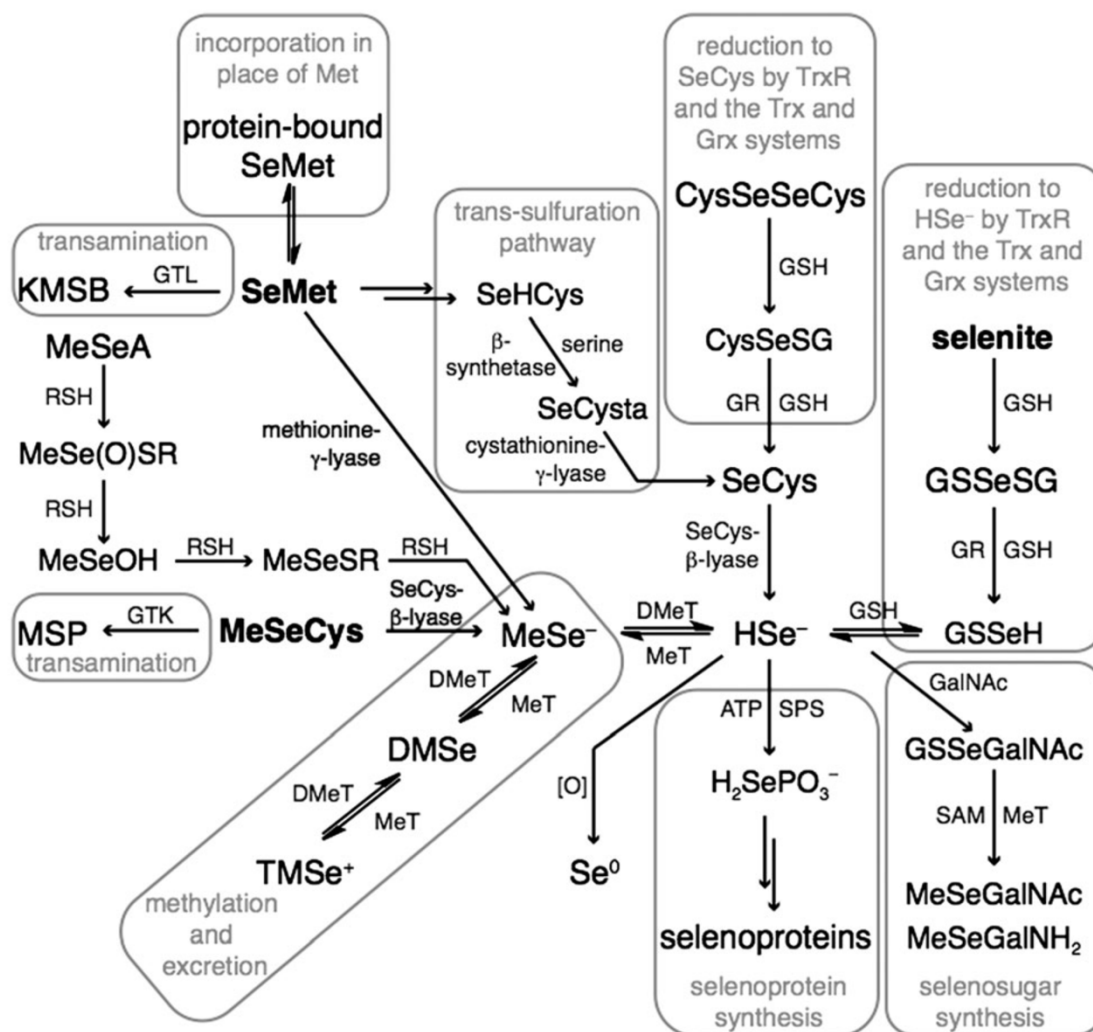 incorporation in
place of Met
protein-bound
SeMet
reduction to
SeCys by TrxR
and the Trx and
Grx systems
CysSeSeCys
GSH
CysSeSG
GR GSH
reduction to
HSe⁻ by TrxR
and the Trx and
Grx systems
selenite
GSH
GSSeSG
GR GSH
GSSeH
trans-sulfuration
pathway
SeHCys
β-
synthetase
serine
SeCysta
cystathionine-
γ-lyase
SeCys
SeCys-
β-lyase
transamination
KMSB
GTL
SeMet
MeSeA
RSH
MeSe(O)SR
RSH
MeSeOH
RSH
MeSeSR
RSH
methionine-
γ-lyase
MSP
GTK
transamination
MeSeCys
SeCys-
β-lyase
MeSe⁻
DMeT
MeT
HSe⁻
GSH
DMeT
MeT
DMSe
DMeT
MeT
TMSe⁺
methylation
and
excretion
[O]
Se⁰
ATP SPS
H₂SePO₃⁻
selenoproteins
selenoprotein
synthesis
GalNAc
GSSeGalNAc
SAM MeT
MeSeGalNAc
MeSeGalNH₂
selenosugar
synthesis